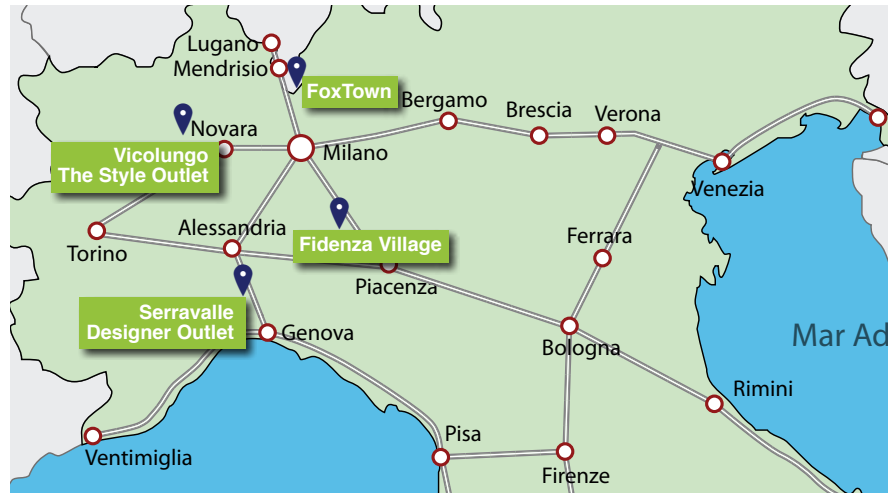 Lugano
Mendrisio
FoxTown
Bergamo
Brescia
Verona
Novara
Milano
Vicolungo
The Style Outlet
Venezia
Alessandria
Torino
Fidenza Village
Ferrara
Piacenza
Serravalle
Designer Outlet
Genova
Bologna
Mar Ad
Rimini
Pisa
Ventimiglia
Firenze